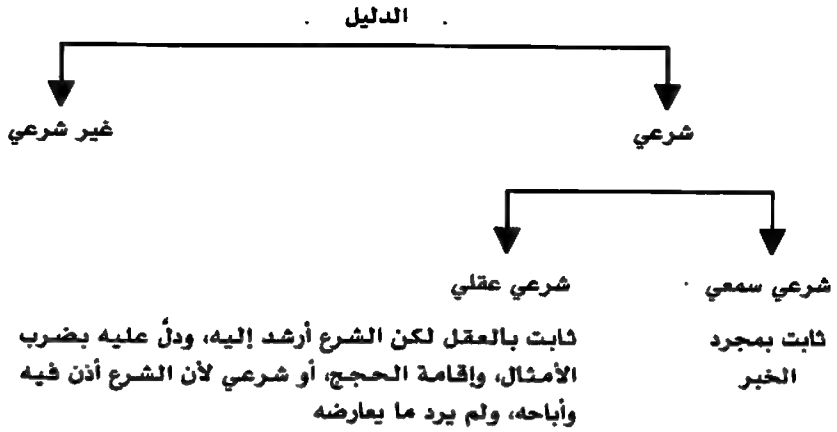 الدليل
شرعي
غير شرعي
شرعي سمعي
شرعي عقلي
ثابت بمجرد
الخبر
ثابت بالعقل لكن الشرع أرشد إليه، ودلَّ عليه بضرب
الأمثال، وإقامة الحجج، أو شرعي لأن الشرع أذن فيه
وأباحه، ولم يرد ما يعارضه